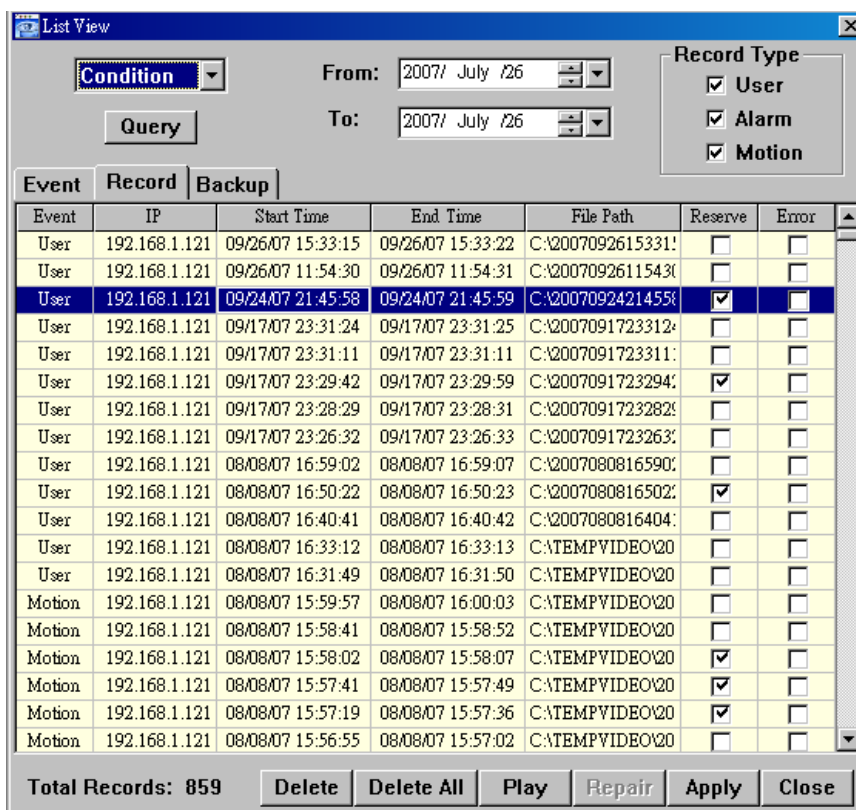 List View
Condition From: 2007/ July /26 Record Type
User
Query To: 2007/ July /26 Alarm
Motion
Event Record Backup
Event IP Start Time End Time File Path Reserve Error
User 192.168.1.121 09/26/07 15:33:15 09/26/07 15:33:22 C:\20070926153315
User 192.168.1.121 09/26/07 11:54:30 09/26/07 11:54:31 C:\20070926115430
User 192.168.1.121 09/24/07 21:45:58 09/24/07 21:45:59 C:\20070924214558
User 192.168.1.121 09/17/07 23:31:24 09/17/07 23:31:25 C:\20070917233124
User 192.168.1.121 09/17/07 23:31:11 09/17/07 23:31:11 C:\2007091723311
User 192.168.1.121 09/17/07 23:29:42 09/17/07 23:29:59 C:\20070917232942
User 192.168.1.121 09/17/07 23:28:29 09/17/07 23:28:31 C:\20070917232829
User 192.168.1.121 09/17/07 23:26:32 09/17/07 23:26:33 C:\20070917232632
User 192.168.1.121 08/08/07 16:59:02 08/08/07 16:59:07 C:\20070808165902
User 192.168.1.121 08/08/07 16:50:22 08/08/07 16:50:23 C:\20070808165022
User 192.168.1.121 08/08/07 16:40:41 08/08/07 16:40:42 C:\2007080816404
User 192.168.1.121 08/08/07 16:33:12 08/08/07 16:33:13 C:\TEMPVIDEO\20
User 192.168.1.121 08/08/07 16:31:49 08/08/07 16:31:50 C:\TEMPVIDEO\20
Motion 192.168.1.121 08/08/07 15:59:57 08/08/07 16:00:03 C:\TEMPVIDEO\20
Motion 192.168.1.121 08/08/07 15:58:41 08/08/07 15:58:52 C:\TEMPVIDEO\20
Motion 192.168.1.121 08/08/07 15:58:02 08/08/07 15:58:07 C:\TEMPVIDEO\20
Motion 192.168.1.121 08/08/07 15:57:41 08/08/07 15:57:49 C:\TEMPVIDEO\20
Motion 192.168.1.121 08/08/07 15:57:19 08/08/07 15:57:36 C:\TEMPVIDEO\20
Motion 192.168.1.121 08/08/07 15:56:55 08/08/07 15:57:02 C:\TEMPVIDEO\20
Total Records: 859 Delete Delete All Play Repair Apply Close